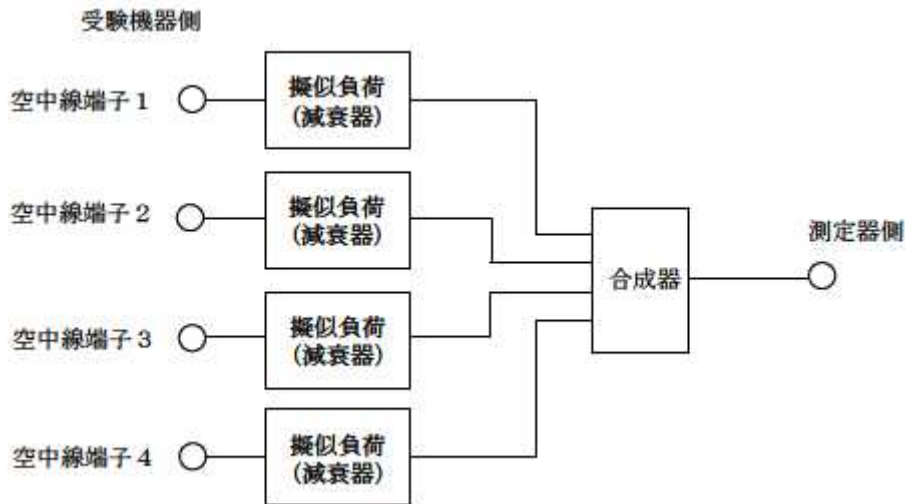 受験機器側
空中線端子1
擬似負荷
(減衰器)
空中線端子2
擬似負荷
(減衰器)
測定器側
合成器
空中線端子3
擬似負荷
(減衰器)
空中線端子4
擬似負荷
(減衰器)